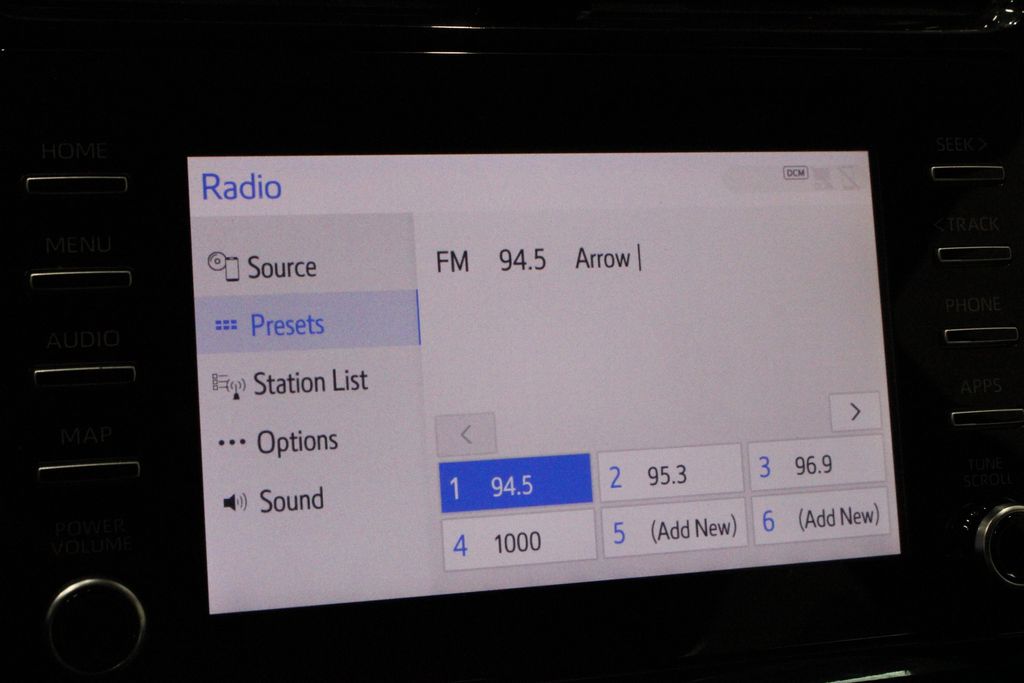 HOME
MENU
AUDIO
MAP
POWER
VOLUME
Radio
DCM
Source
Presets
Station List
Options
Sound
FM 94.5 Arrow
<
>
1 94.5
2 95.3
3 96.9
4 1000
5 (Add New)
6 (Add New)
SEEK >
< TRACK
PHONE
APPS
TUNE
SCROLL